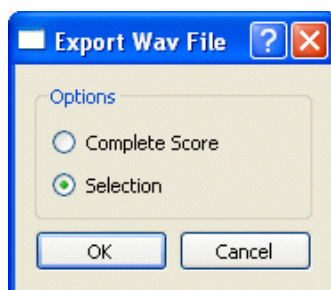 Export Wav File ?
Options
Complete Score
Selection
OK Cancel